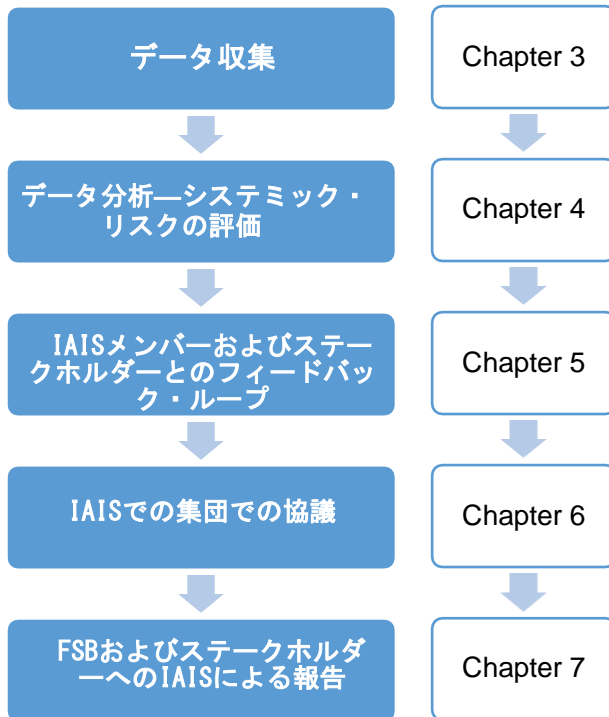 データ収集
Chapter 3
データ分析―システミック・
リスクの評価
Chapter 4
IAISメンバーおよびステー
クホルダーとのフィードバッ
ク・ループ
Chapter 5
IAISでの集団での協議
Chapter 6
FSBおよびステークホルダ
ーへのIAISによる報告
Chapter 7